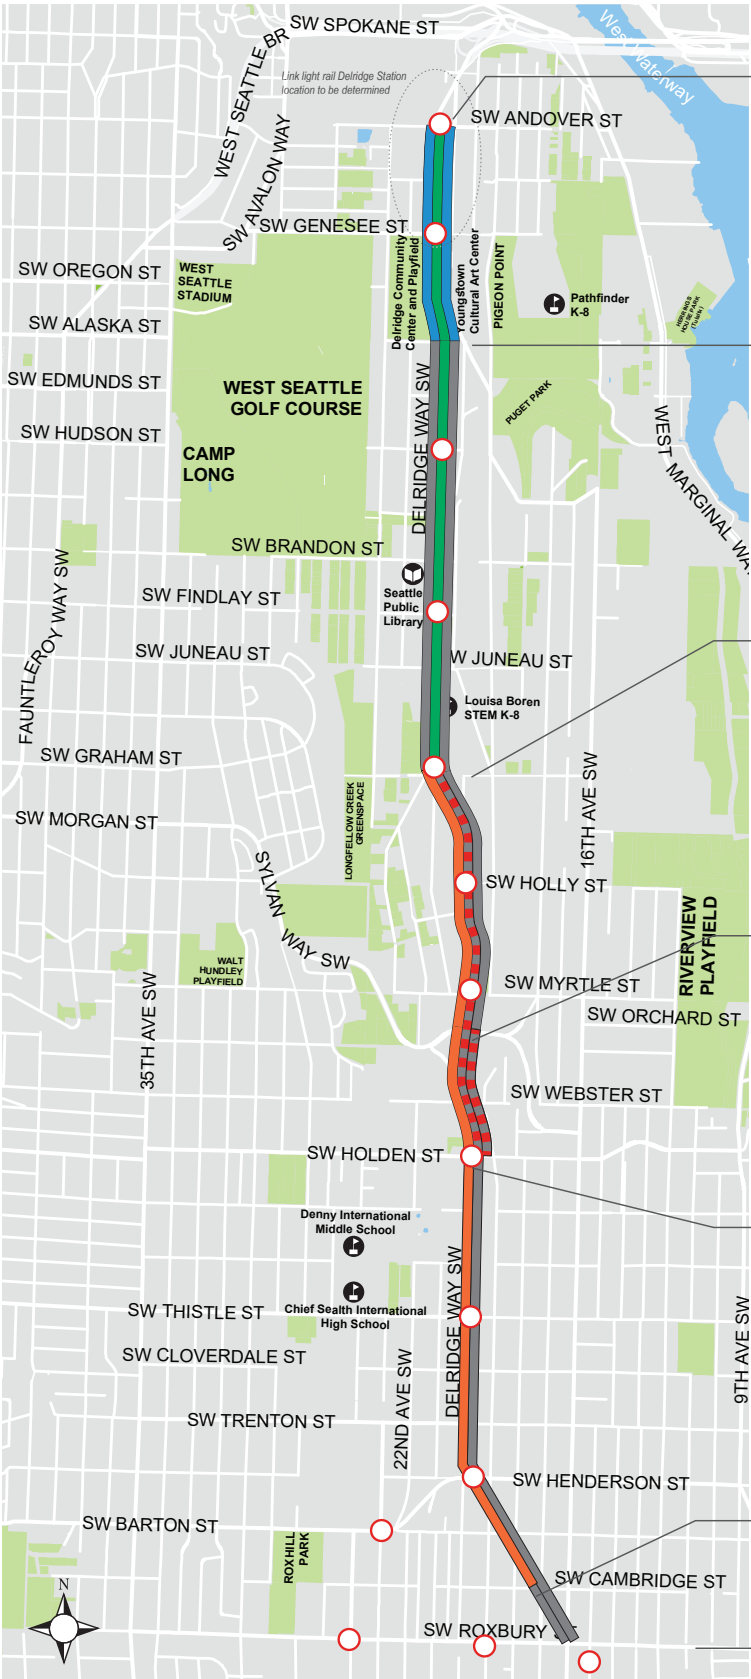 SW SPOKANE ST
WEST SEATTLE BR
West Waterway
Link light rail Delridge Station
location to be determined
SW ANDOVER ST
SW AVALON WAY
SW GENESEE ST
Delridge Community
Center and Playfield
Youngstown
Cultural Art Center
PIGEON POINT
SW OREGON ST
WEST
SEATTLE
STADIUM
Pathfinder
K-8
HERRING'S
HOUSE PARK
(Tulalts)
SW ALASKA ST
SW EDMUNDS ST
WEST SEATTLE
GOLF COURSE
DELRIDGE WAY SW
PUGET PARK
SW HUDSON ST
CAMP
LONG
WEST MARGINAL WAY
SW BRANDON ST
Seattle
Public
Library
SW FINDLAY ST
FAUNTLEROY WAY SW
SW JUNEAU ST
W JUNEAU ST
Louisa Boren
STEM K-8
SW GRAHAM ST
LONGFELLOW CREEK
GREENSPACE
16TH AVE SW
SW MORGAN ST
SYLVAN WAY SW
SW HOLLY ST
RIVERVIEW
PLAYFIELD
WALT
HUNDLEY
PLAYFIELD
35TH AVE SW
SW MYRTLE ST
SW ORCHARD ST
SW WEBSTER ST
SW HOLDEN ST
Denny International
Middle School
Chief Sealth International
High School
SW THISTLE ST
DELRIDGE WAY SW
9TH AVE SW
SW CLOVERDALE ST
22ND AVE SW
SW TRENTON ST
SW HENDERSON ST
SW BARTON ST
ROXHILL
PARK
SW CAMBRIDGE ST
N
SW ROXBURY